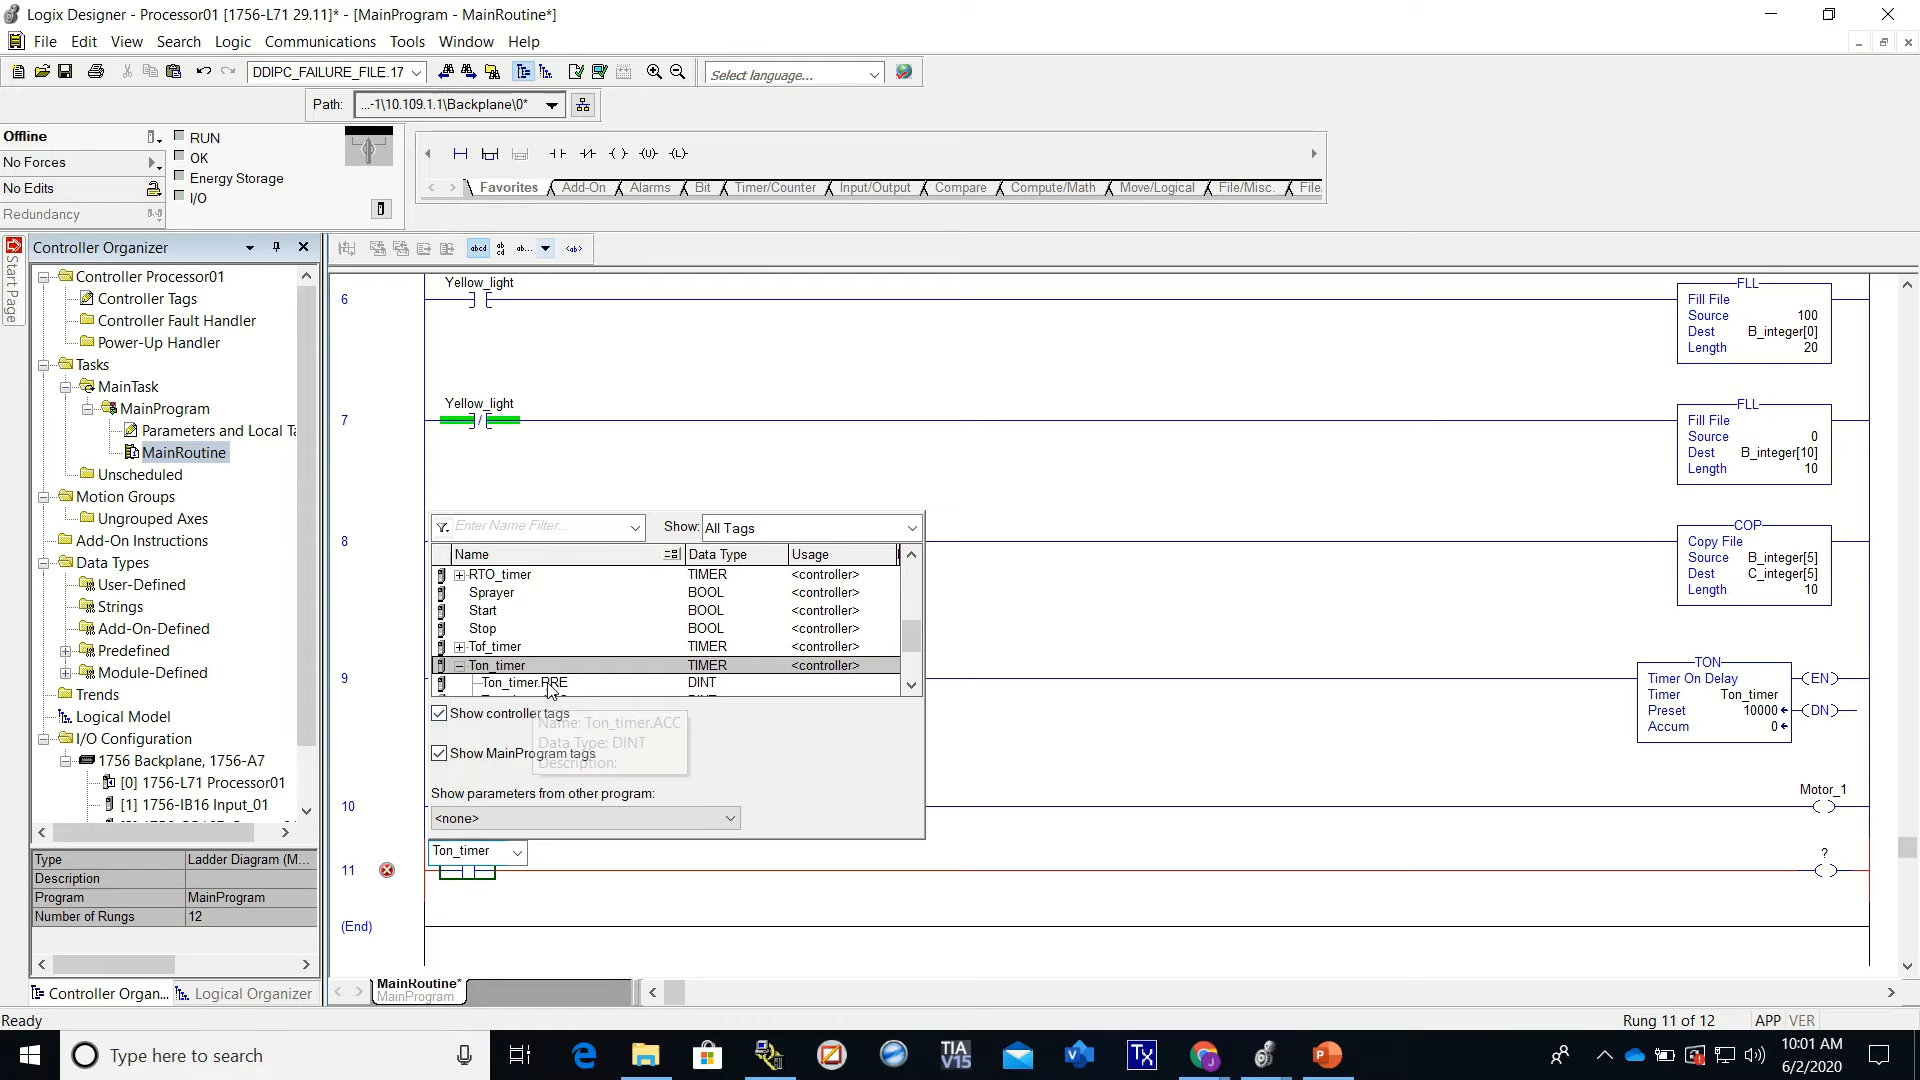 Logix Designer - Processor01 [1756-L71 29.11]* - [MainProgram - MainRoutine*]
File Edit View Search Logic Communications Tools Window Help
DDIPC_FAILURE_FILE.17
Select language...
Path: ...-1\10.109.1.1\Backplane\0*
Offline
RUN
No Forces
OK
No Edits
Energy Storage
Redundancy
I/O
Favorites Add-On Alarms Bit Timer/Counter Input/Output Compare Compute/Math Move/Logical File/Misc. File
Start Page
Controller Organizer
Controller Processor01
Controller Tags
Controller Fault Handler
Power-Up Handler
Tasks
MainTask
MainProgram
Parameters and Local Ta
MainRoutine
Unscheduled
Motion Groups
Ungrouped Axes
Add-On Instructions
Data Types
User-Defined
Strings
Add-On-Defined
Predefined
Module-Defined
Trends
Logical Model
I/O Configuration
1756 Backplane, 1756-A7
[0] 1756-L71 Processor01
[1] 1756-IB16 Input_01
Type Ladder Diagram (M...
Description
Program MainProgram
Number of Rungs 12
Controller Organ... Logical Organizer
abcd
ab cd
ab...
<ab>
6
Yellow_light
FLL
Fill File
Source 100
Dest B_integer[0]
Length 20
7
Yellow_light
FLL
Fill File
Source 0
Dest B_integer[10]
Length 10
8
COP
Copy File
Source B_integer[5]
Dest C_integer[5]
Length 10
9
TON
Timer On Delay
Timer Ton_timer
Preset 10000
Accum 0
EN
DN
10
Motor_1
11
?
(End)
Enter Name Filter...
Show: All Tags
Name Data Type Usage
RTO_timer TIMER <controller>
Sprayer BOOL <controller>
Start BOOL <controller>
Stop BOOL <controller>
Tof_timer TIMER <controller>
Ton_timer TIMER <controller>
Ton_timer.PRE DINT
Show controller tags
Name: Ton_timer.ACC
Data Type: DINT
Description:
Show MainProgram tags
Show parameters from other program:
<none>
Ton_timer
MainRoutine*
MainProgram
Ready
Rung 11 of 12
APP VER
Type here to search
TIA
V15
TX
10:01 AM
6/2/2020